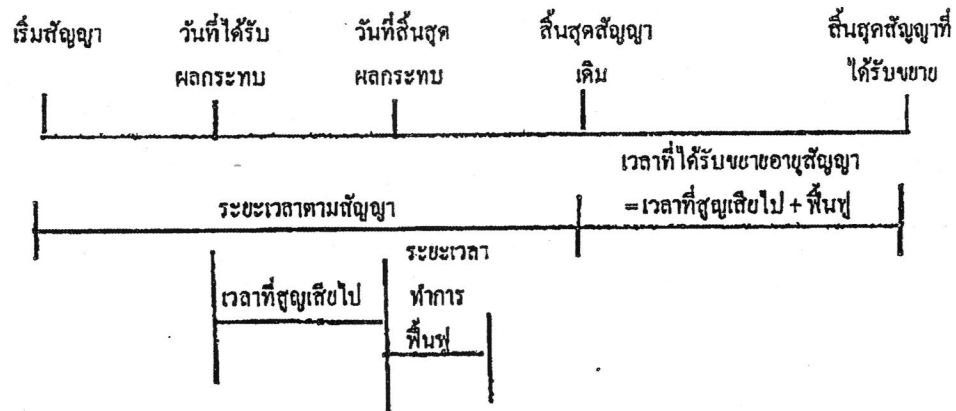 เริ่มสัญญา วันที่ได้รับ วันที่สิ้นสุด สิ้นสุดสัญญา สิ้นสุดสัญญาที่
ผลกระทบ ผลกระทบ เดิม ได้รับขยาย
เวลาที่ได้รับขยายอายุสัญญา
ระยะเวลาตามสัญญา =เวลาที่สูญเสียไป + ฟื้นฟู
ระยะเวลา
เวลาที่สูญเสียไป ทำการ
ฟื้นฟู